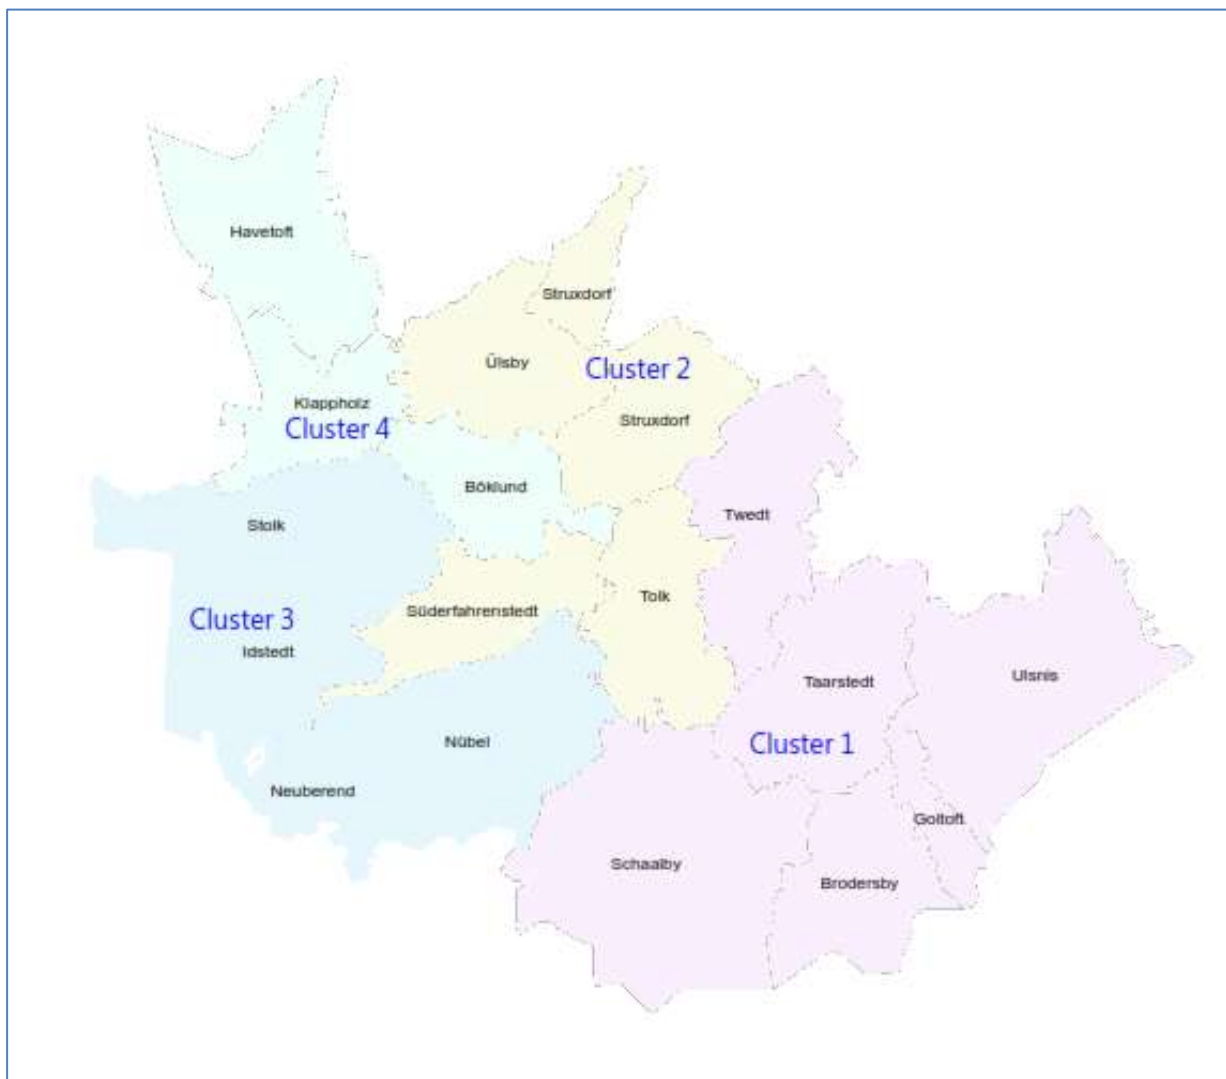 Havetoft
Struxdorf
Ülsby
Cluster 2
Klappholz
Struxdorf
Cluster 4
Böklund
Twedt
Stolk
Tolk
Süderfahrenstedt
Cluster 3
Idstedt
Ulsnis
Taarstedt
Nübel
Cluster 1
Neuberend
Goltoft
Schaalby
Brodersby